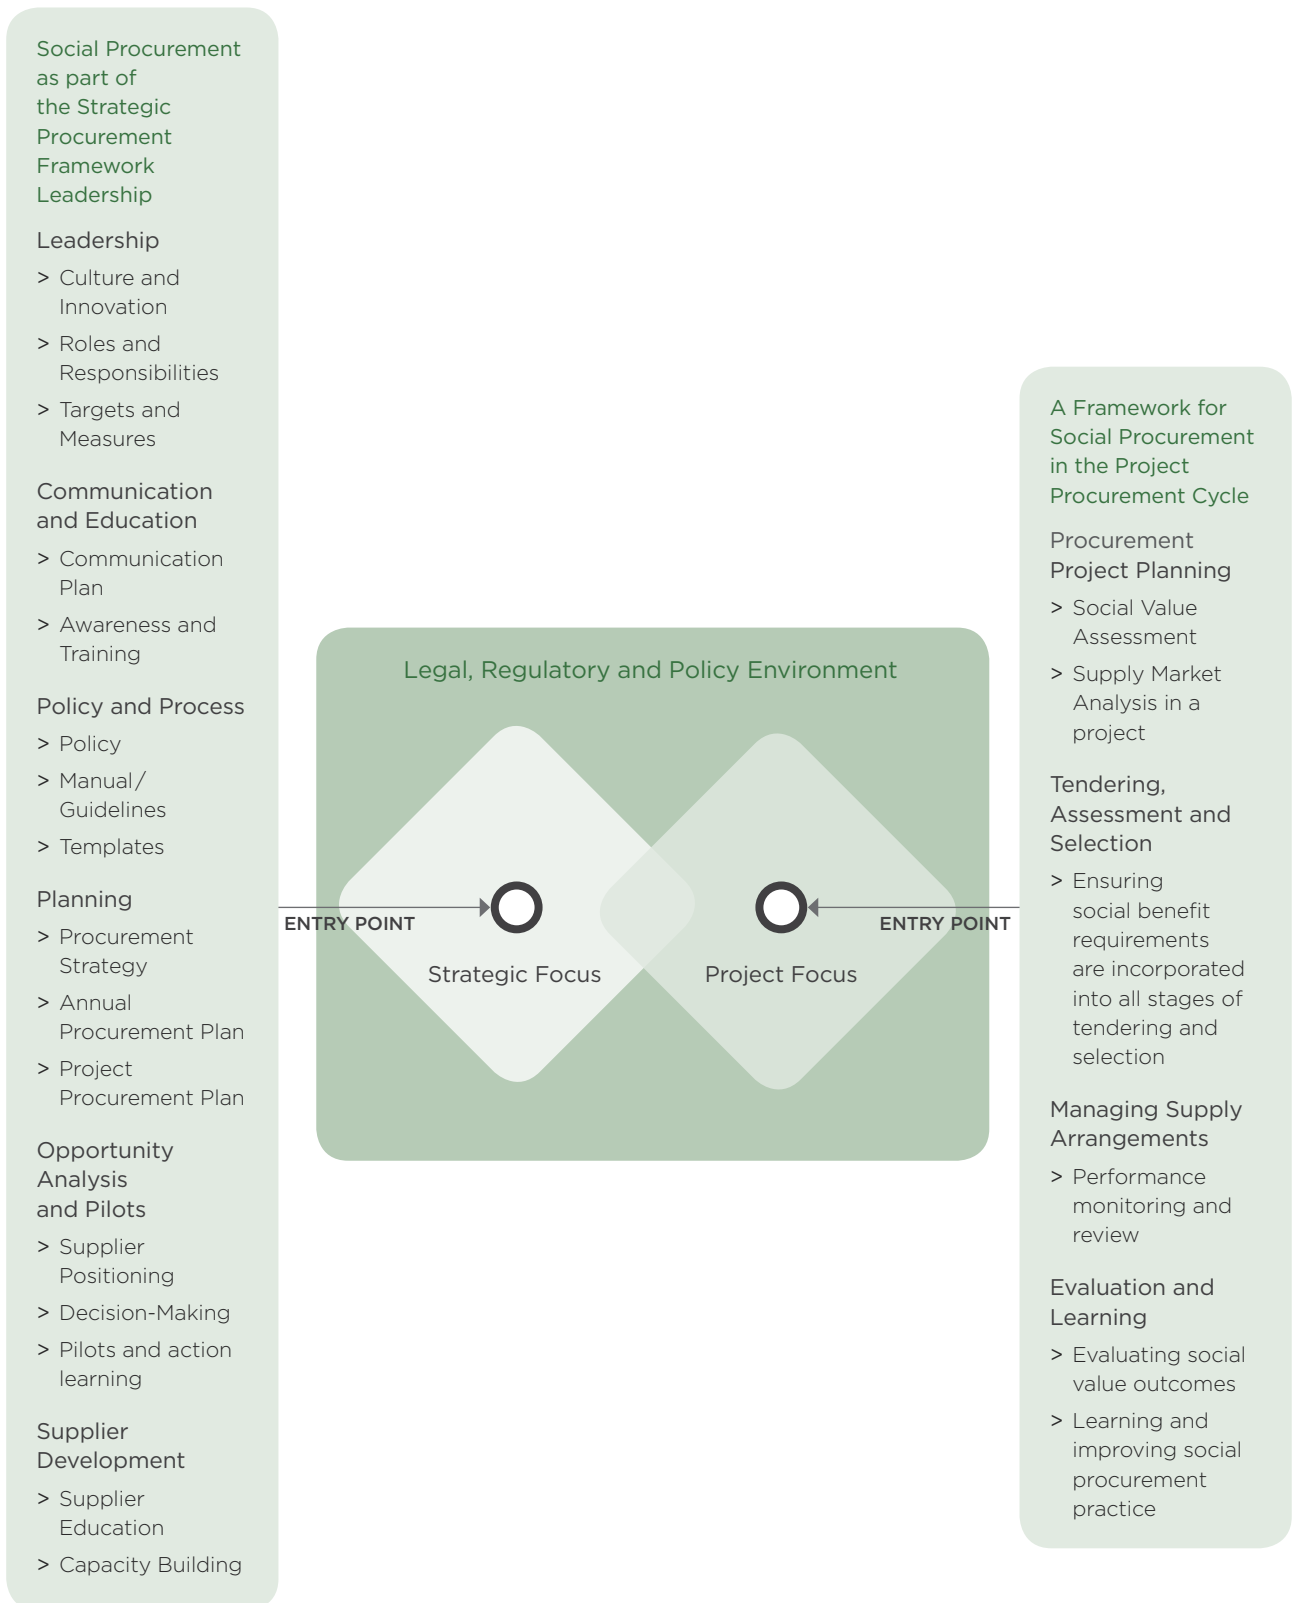 Social Procurement
as part of
the Strategic
Procurement
Framework
Leadership
Leadership
> Culture and
Innovation
> Roles and
Responsibilities
> Targets and
Measures
Communication
and Education
> Communication
Plan
> Awareness and
Training
Policy and Process
> Policy
> Manual/
Guidelines
> Templates
Planning
> Procurement
Strategy
> Annual
Procurement Plan
> Project
Procurement Plan
Opportunity
Analysis
and Pilots
> Supplier
Positioning
> Decision-Making
> Pilots and action
learning
Supplier
Development
> Supplier
Education
> Capacity Building
Legal, Regulatory and Policy Environment
ENTRY POINT
Strategic Focus
Project Focus
ENTRY POINT
A Framework for
Social Procurement
in the Project
Procurement Cycle
Procurement
Project Planning
> Social Value
Assessment
> Supply Market
Analysis in a
project
Tendering,
Assessment and
Selection
> Ensuring
social benefit
requirements
are incorporated
into all stages of
tendering and
selection
Managing Supply
Arrangements
> Performance
monitoring and
review
Evaluation and
Learning
> Evaluating social
value outcomes
> Learning and
improving social
procurement
practice